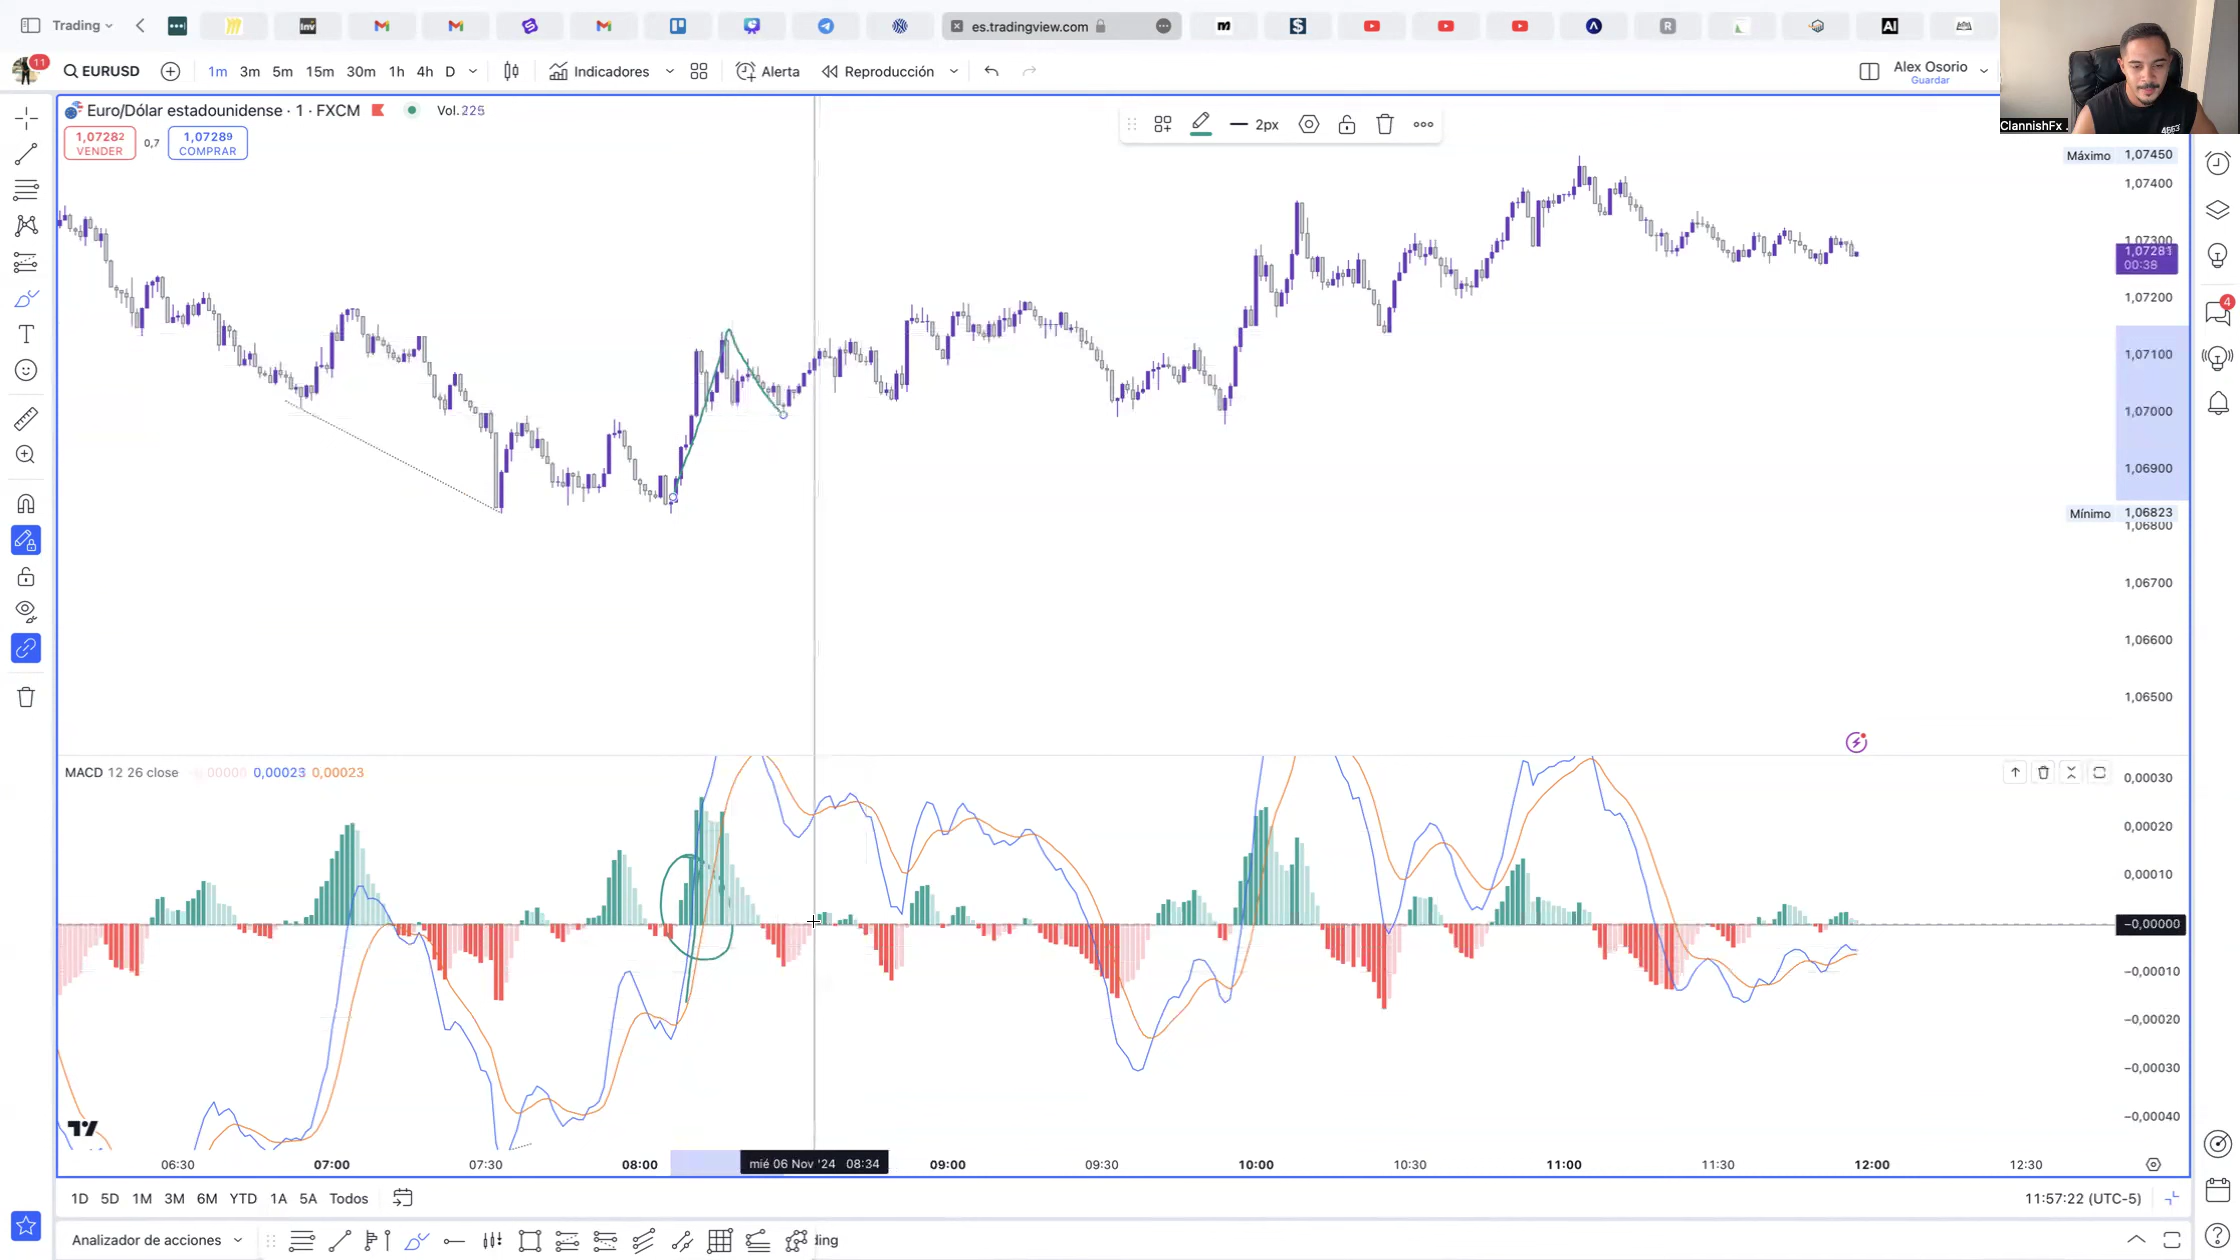 Trading
es.tradingview.com
11
EURUSD
1m 3m 5m 15m 30m 1h 4h D
Indicadores
Alerta
Reproducción
Alex Osorio
Guardar
ClannishFx .
Euro/Dólar estadounidense · 1 · FXCM
Vol. 225
1,07282
VENDER
0,7
1,07289
COMPRAR
2px
Máximo 1,07450
1,07400
1,07300
1,07281
00:38
1,07200
1,07100
1,07000
1,06900
Mínimo 1,06823
1,06800
1,06700
1,06600
1,06500
4
MACD 12 26 close 0,00023 0,00023
0,00030
0,00020
0,00010
−0,00000
−0,00010
−0,00020
−0,00030
−0,00040
06:30 07:00 07:30 08:00 mié 06 Nov '24 08:34 09:00 09:30 10:00 10:30 11:00 11:30 12:00 12:30
1D 5D 1M 3M 6M YTD 1A 5A Todos
11:57:22 (UTC-5)
Analizador de acciones